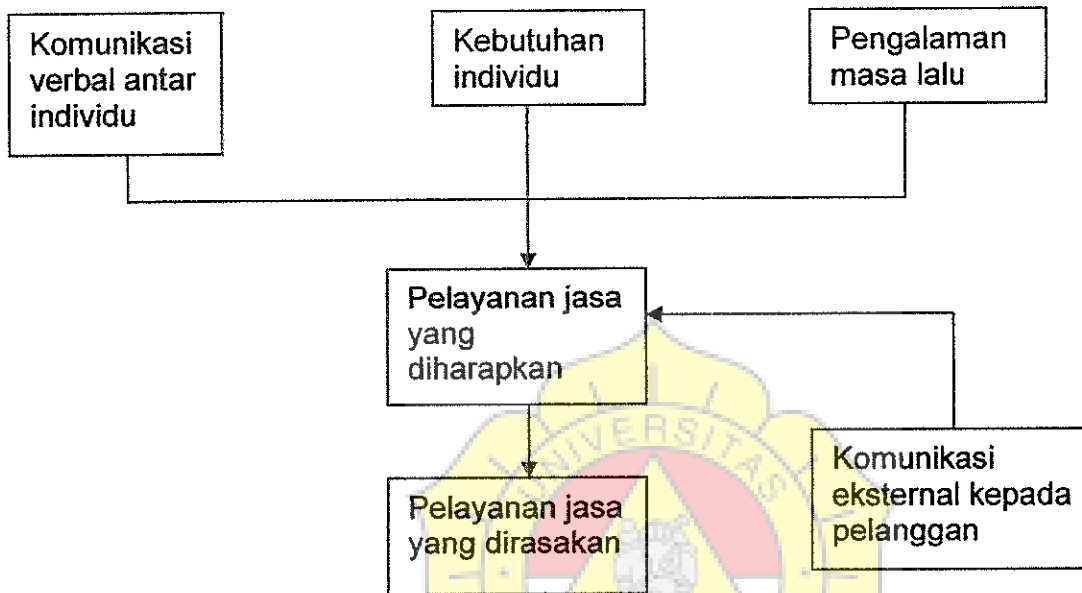 Komunikasi
verbal antar
individu
Kebutuhan
individu
Pengalaman
masa lalu
Pelayanan jasa
yang
diharapkan
Pelayanan jasa
yang dirasakan
Komunikasi
eksternal kepada
pelanggan
UNIVERSITAS